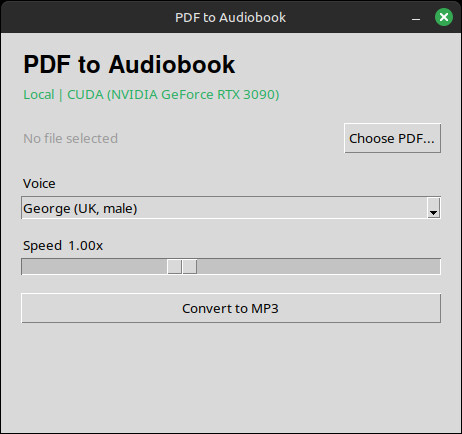 PDF to Audiobook
PDF to Audiobook
Local | CUDA (NVIDIA GeForce RTX 3090)
No file selected
Choose PDF...
Voice
George (UK, male)
Speed 1.00x
Convert to MP3